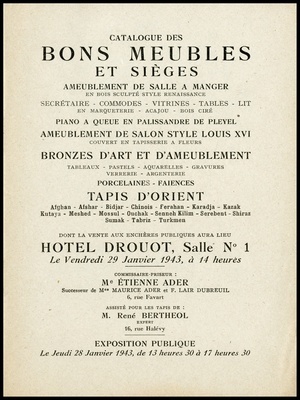 CATALOGUE DES
BONS MEUBLES
ET SIÈGES
AMEUBLEMENT DE SALLE A MANGER
EN BOIS SCULPTÉ STYLE RENAISSANCE
SECRÉTAIRE - COMMODES - VITRINES - TABLES - LIT
EN MARQUETERIE - ACAJOU - BOIS CIRÉ
PIANO A QUEUE EN PALISSANDRE DE PLEYEL
AMEUBLEMENT DE SALON STYLE LOUIS XVI
COUVERT EN TAPISSERIE A FLEURS
BRONZES D'ART ET D'AMEUBLEMENT
TABLEAUX - PASTELS - AQUARELLES - GRAVURES
VERRERIE - ARGENTERIE
PORCELAINES - FAIENCES
TAPIS D'ORIENT
Afghan - Afshar - Bidjar - Chinois - Ferahan - Karadja - Kazak
Kutays - Meshed - Mossul - Ouchak - Senneh Kilim - Serebent - Shiraz
Sumak - Tabriz - Turkmen
DONT LA VENTE AUX ENCHÈRES PUBLIQUES AURA LIEU
HOTEL DROUOT, Salle N° 1
Le Vendredi 29 Janvier 1943, à 14 heures
COMMISSAIRE-PRISEUR :
Me ÉTIENNE ADER
Successeur de Mes MAURICE ADER et P. LAIR DUBREUIL
6, rue Favart
ASSISTÉ POUR LES TAPIS DE :
M. René BERTHEOL
EXPERT
16, rue Halévy
EXPOSITION PUBLIQUE
Le Jeudi 28 Janvier 1943, de 13 heures 30 à 17 heures 30